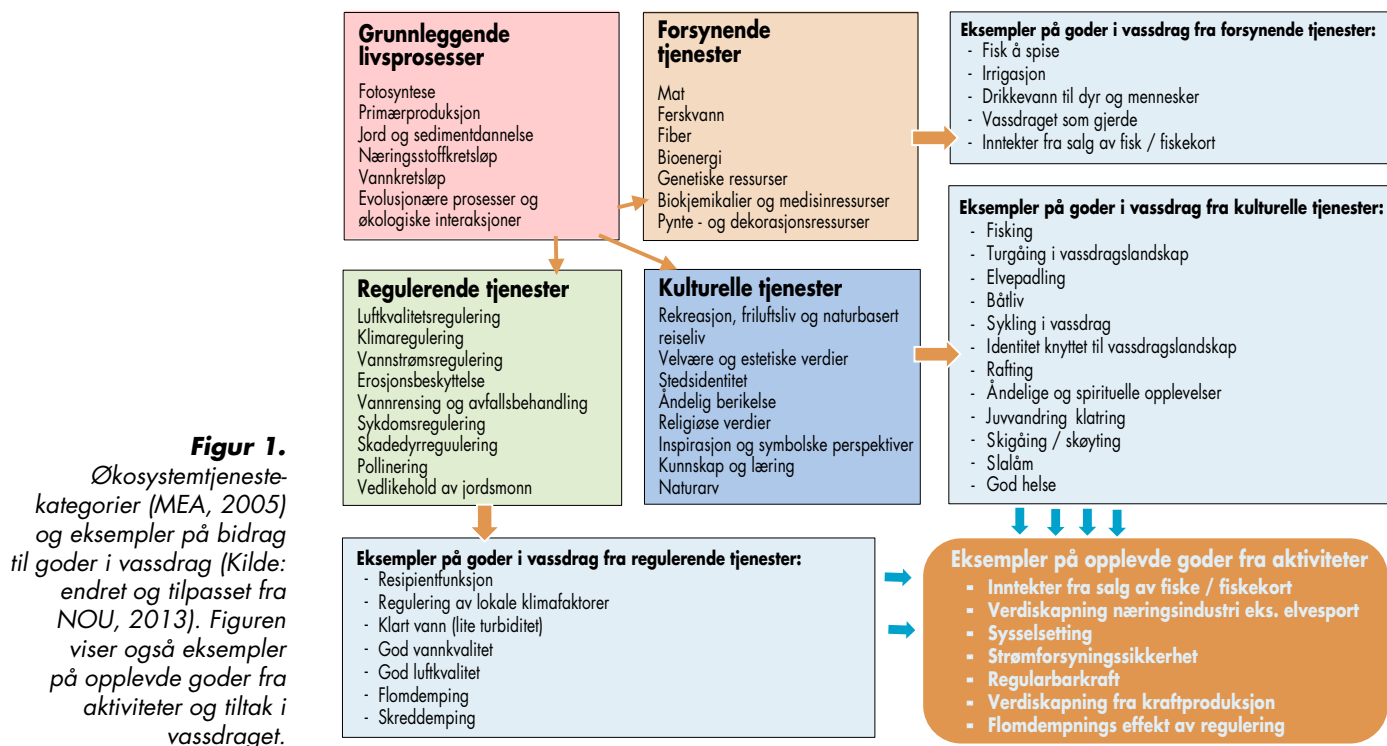 Grunnleggende
livsprosesser
Fotosyntese
Primærproduksjon
Jord og sedimentdannelse
Næringsstoffkretsløp
Vannkretsløp
Evolusjonære prosesser og
økologiske interaksjoner
Forsynende
tjenester
Mat
Ferskvann
Fiber
Bioenergi
Genetiske ressurser
Biokjemikalier og medisinressurser
Pynte - og dekorasjonsressurser
Eksempler på goder i vassdrag fra forsynende tjenester:
- Fisk å spise
- Irrigasjon
- Drikkevann til dyr og mennesker
- Vassdraget som gjerde
- Inntekter fra salg av fisk / fiskekort
Regulerende tjenester
Luftkvalitetsregulering
Klimaregulering
Vannstrømsregulering
Erosjonsbeskyttelse
Vannrensing og avfallsbehandling
Sykdomsregulering
Skadedyrreguulering
Pollinering
Vedlikehold av jordsmonn
Kulturelle tjenester
Rekreasjon, friluftsliv og naturbasert
reiseliv
Velvære og estetiske verdier
Stedsidentitet
Åndelig berikelse
Religiøse verdier
Inspirasjon og symbolske perspektiver
Kunnskap og læring
Naturarv
Eksempler på goder i vassdrag fra kulturelle tjenester:
- Fisking
- Turgåing i vassdragslandskap
- Elvepadling
- Båtliv
- Sykling i vassdrag
- Identitet knyttet til vassdragslandskap
- Rafting
- Åndelige og spirituelle opplevelser
- Juvvandring klatring
- Skigåing / skøyting
- Slalåm
- God helse
Figur 1.
Økosystemtjeneste-
kategorier (MEA, 2005)
og eksempler på bidrag
til goder i vassdrag (Kilde:
endret og tilpasset fra
NOU, 2013). Figuren
viser også eksempler
på opplevde goder fra
aktiviteter og tiltak i
vassdraget.
Eksempler på goder i vassdrag fra regulerende tjenester:
- Resipientfunksjon
- Regulering av lokale klimafaktorer
- Klart vann (lite turbiditet)
- God vannkvalitet
- God luftkvalitet
- Flomdemping
- Skreddemping
Eksempler på opplevde goder fra aktiviteter
- Inntekter fra salg av fiske / fiskekort
- Verdiskapning næringsindustri eks. elvesport
- Sysselsetting
- Strømforsyningssikkerhet
- Regularbarkraft
- Verdiskapning fra kraftproduksjon
- Flomdempnings effekt av regulering